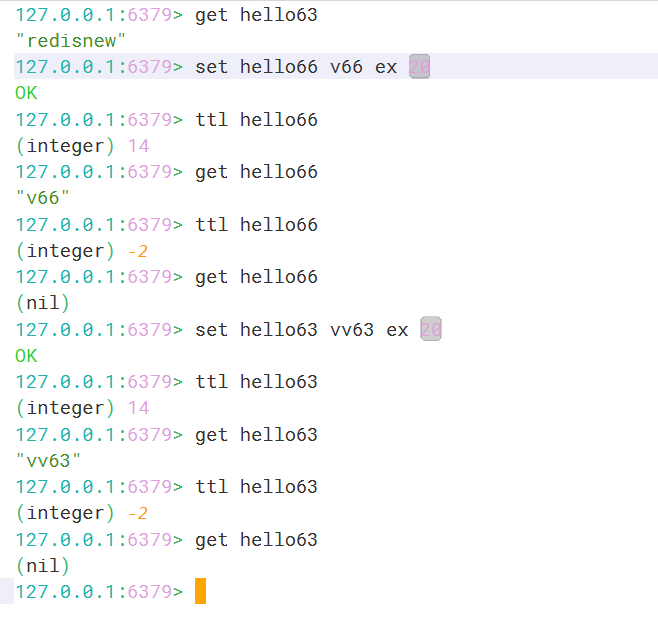 127.0.0.1:6379> get hello63
"redisnew"
127.0.0.1:6379> set hello66 v66 ex 20
OK
127.0.0.1:6379> ttl hello66
(integer) 14
127.0.0.1:6379> get hello66
"v66"
127.0.0.1:6379> ttl hello66
(integer) -2
127.0.0.1:6379> get hello66
(nil)
127.0.0.1:6379> set hello63 vv63 ex 20
OK
127.0.0.1:6379> ttl hello63
(integer) 14
127.0.0.1:6379> get hello63
"vv63"
127.0.0.1:6379> ttl hello63
(integer) -2
127.0.0.1:6379> get hello63
(nil)
127.0.0.1:6379>